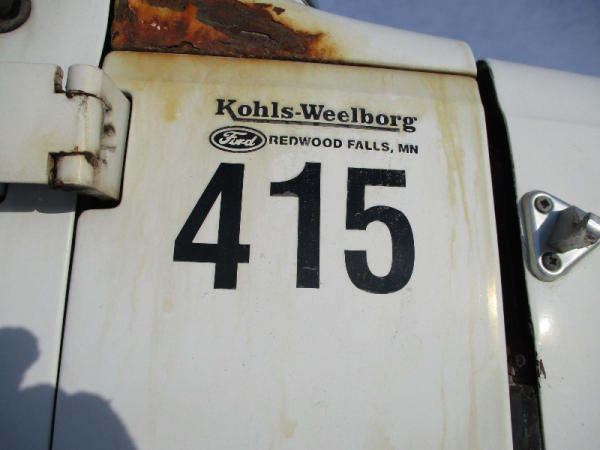 Kohls-Weelborg
Ford REDWOOD FALLS, MN
415